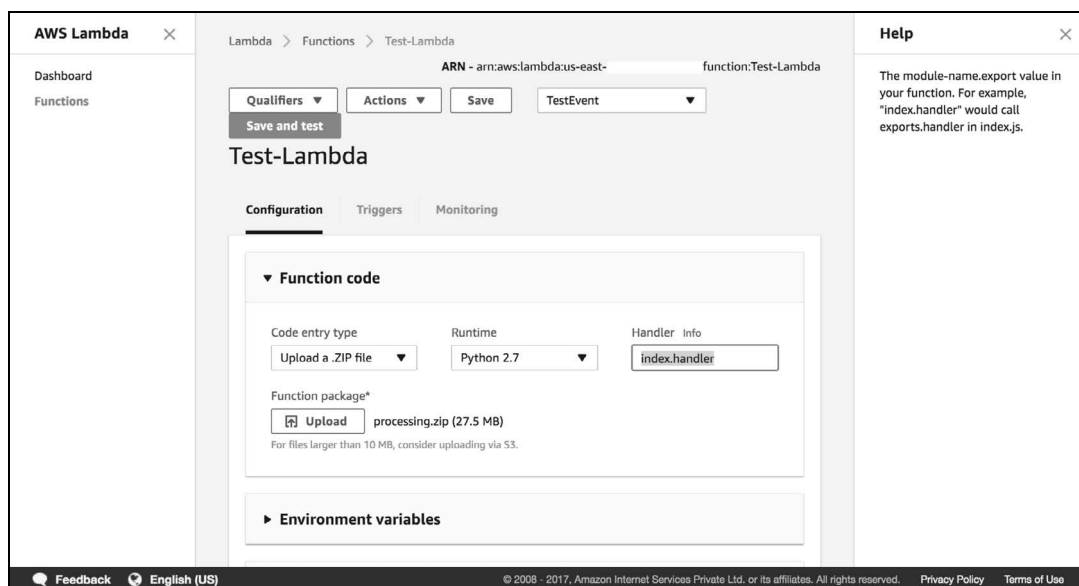 AWS Lambda
Dashboard
Functions
Lambda > Functions > Test-Lambda
ARN - arn:aws:lambda:us-east- function:Test-Lambda
Qualifiers Actions Save TestEvent
Save and test
Test-Lambda
Configuration Triggers Monitoring
Function code
Code entry type Runtime Handler Info
Upload a .ZIP file Python 2.7 index.handler
Function package*
Upload processing.zip (27.5 MB)
For files larger than 10 MB, consider uploading via S3.
Environment variables
Help
The module-name.export value in
your function. For example,
"index.handler" would call
exports.handler in index.js.
Feedback English (US) © 2008 - 2017, Amazon Internet Services Private Ltd. or its affiliates. All rights reserved. Privacy Policy Terms of Use